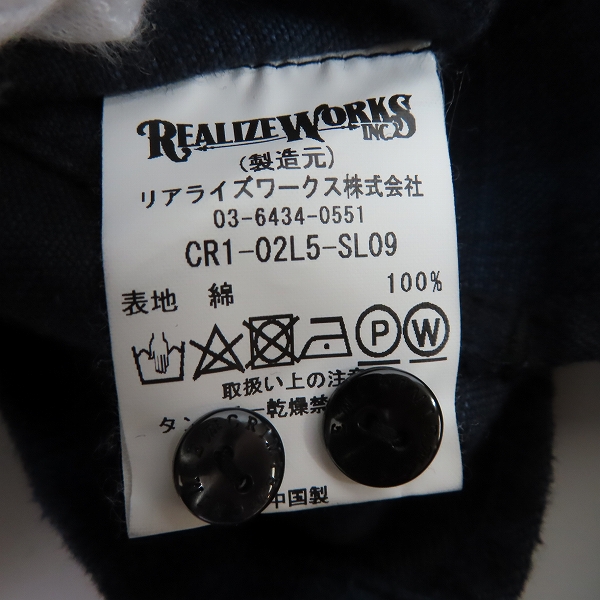 REALIZEWORKS
INC.
(製造元)
リアライズワークス株式会社
03-6434-0551
CR1-02L5-SL09
表地 綿 100%
P W
取扱い上の注意
タン ー乾燥禁
中国製